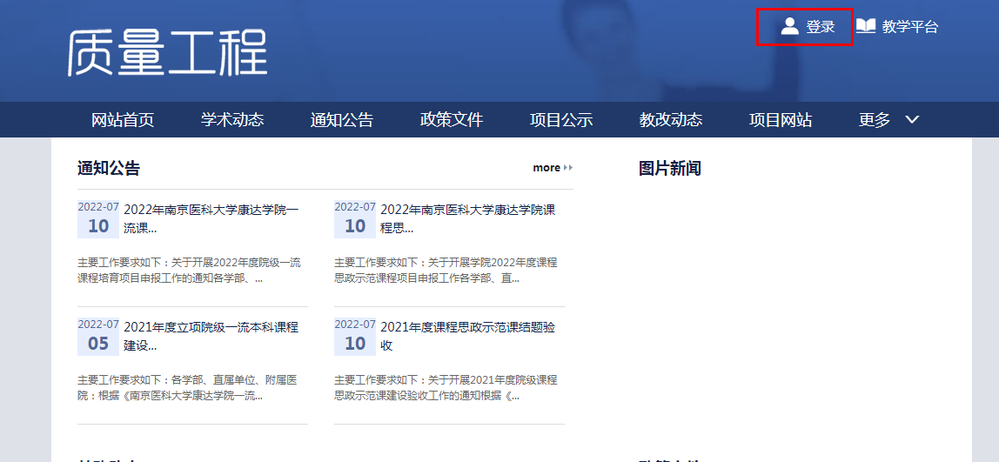 质量工程
登录
教学平台
网站首页 学术动态 通知公告 政策文件 项目公示 教改动态 项目网站 更多
通知公告
more
图片新闻
2022-07
10
2022年南京医科大学康达学院一
流课...
主要工作要求如下：关于开展2022年度院级一流
课程培育项目申报工作的通知各学部、...
2022-07
10
2022年南京医科大学康达学院课
程思...
主要工作要求如下：关于开展学院2022年度课程
思政示范课程项目申报工作各学部、直...
2022-07
05
2021年度立项院级一流本科课程
建设...
主要工作要求如下：各学部、直属单位、附属医
院：根据《南京医科大学康达学院一流...
2022-07
10
2021年度课程思政示范课结题验
收
主要工作要求如下：关于开展2021年度院级课程
思政示范课建设验收工作的通知根据《...